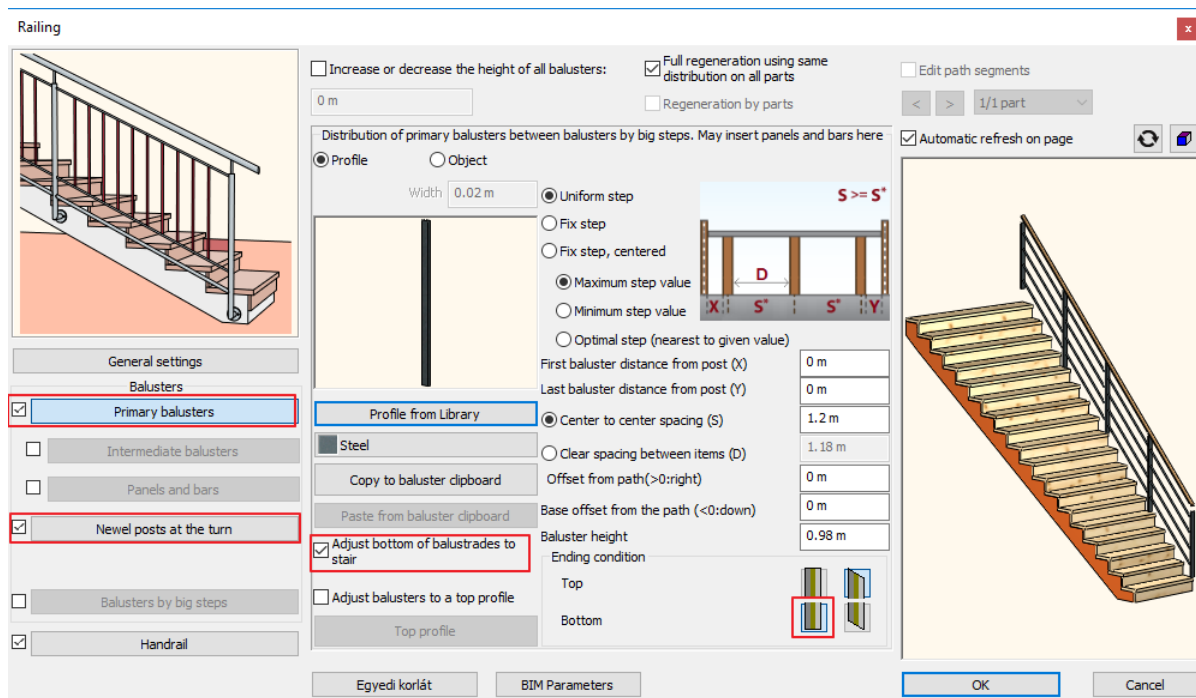 Railing
x
Increase or decrease the height of all balusters:
0 m
Full regeneration using same
distribution on all parts
Regeneration by parts
Edit path segments
< > 1/1 part
Automatic refresh on page
Distribution of primary balusters between balusters by big steps. May insert panels and bars here
Profile
Object
Width 0.02 m
Uniform step
Fix step
Fix step, centered
Maximum step value
Minimum step value
Optimal step (nearest to given value)
S >= S*
D
X S* S* Y
First baluster distance from post (X) 0 m
Last baluster distance from post (Y) 0 m
Center to center spacing (S) 1.2 m
Clear spacing between items (D) 1.18 m
Offset from path(>0:right) 0 m
Base offset from the path (<0:down) 0 m
Baluster height 0.98 m
Ending condition
Top
Bottom
Profile from Library
Steel
Copy to baluster clipboard
Paste from baluster clipboard
Adjust bottom of balustrades to
stair
Adjust balusters to a top profile
Top profile
General settings
Balusters
Primary balusters
Intermediate balusters
Panels and bars
Newel posts at the turn
Balusters by big steps
Handrail
Egyedi korlát
BIM Parameters
OK
Cancel